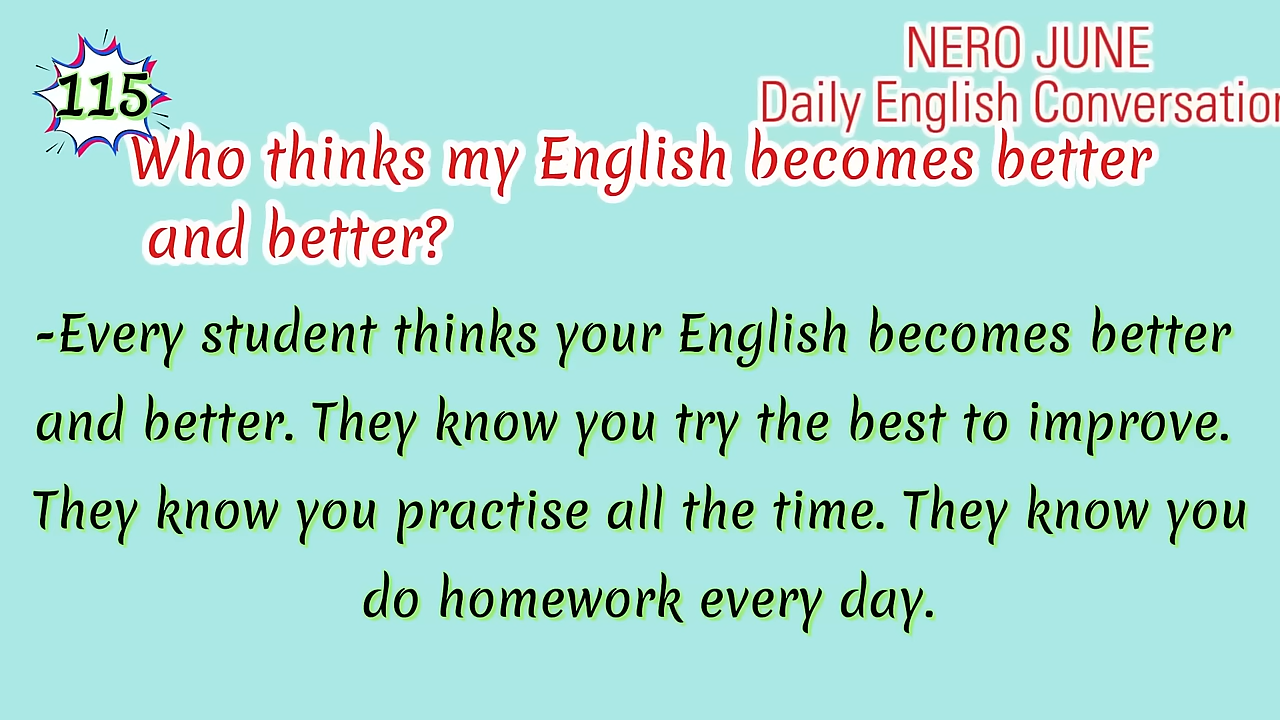 115
NERO JUNE
Daily English Conversation
Who thinks my English becomes better
and better?
-Every student thinks your English becomes better
and better. They know you try the best to improve.
They know you practise all the time. They know you
do homework every day.